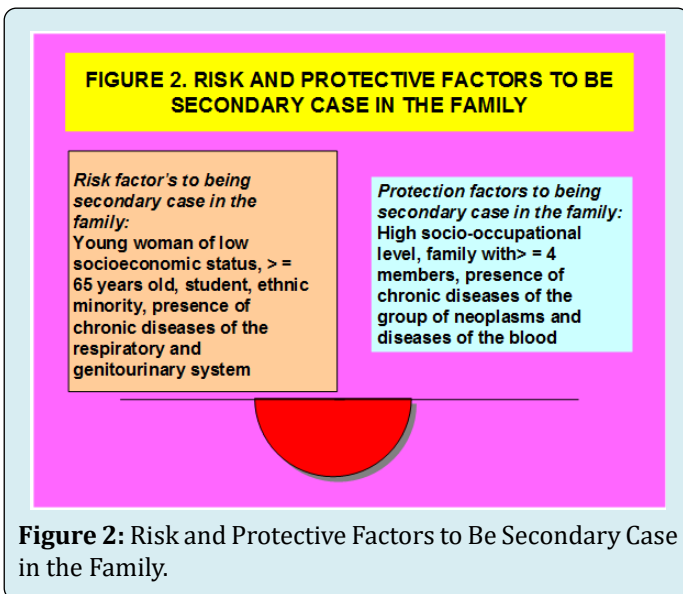 FIGURE 2. RISK AND PROTECTIVE FACTORS TO BE
SECONDARY CASE IN THE FAMILY
Risk factor's to being
secondary case in the
family:
Young woman of low
socioeconomic status, > =
65 years old, student, ethnic
minority, presence of
chronic diseases of the
respiratory and
genitourinary system
Protection factors to being
secondary case in the family:
High socio-occupational
level, family with> = 4
members, presence of
chronic diseases of the
group of neoplasms and
diseases of the blood
Figure 2: Risk and Protective Factors to Be Secondary Case
in the Family.